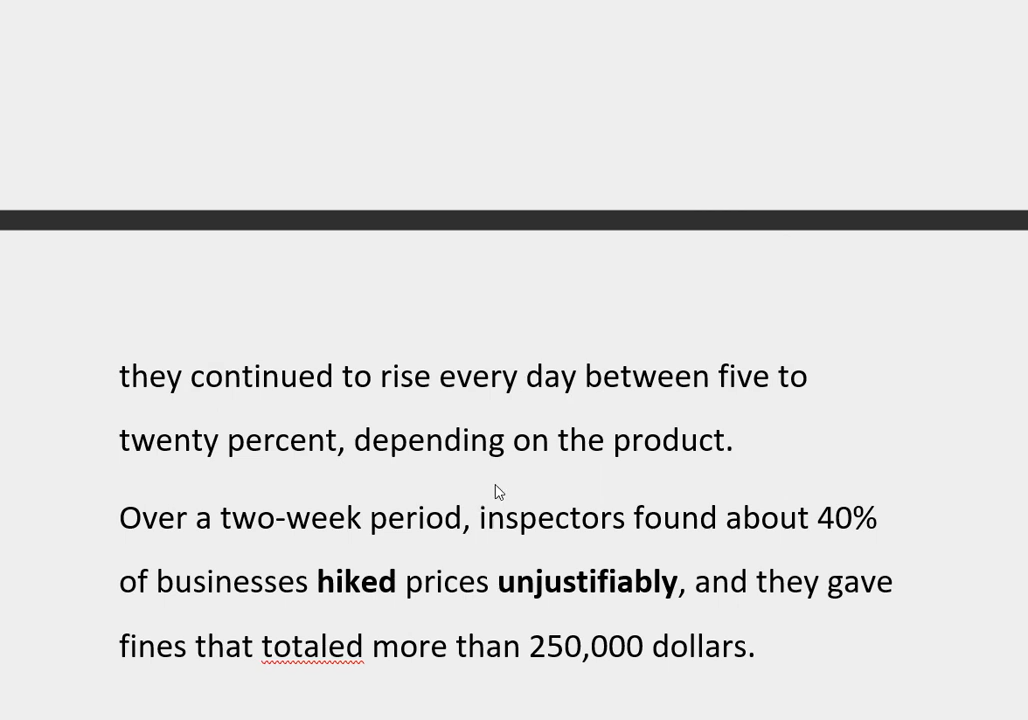 they continued to rise every day between five to
twenty percent, depending on the product.
Over a two-week period, inspectors found about 40%
of businesses hiked prices unjustifiably, and they gave
fines that totaled more than 250,000 dollars.